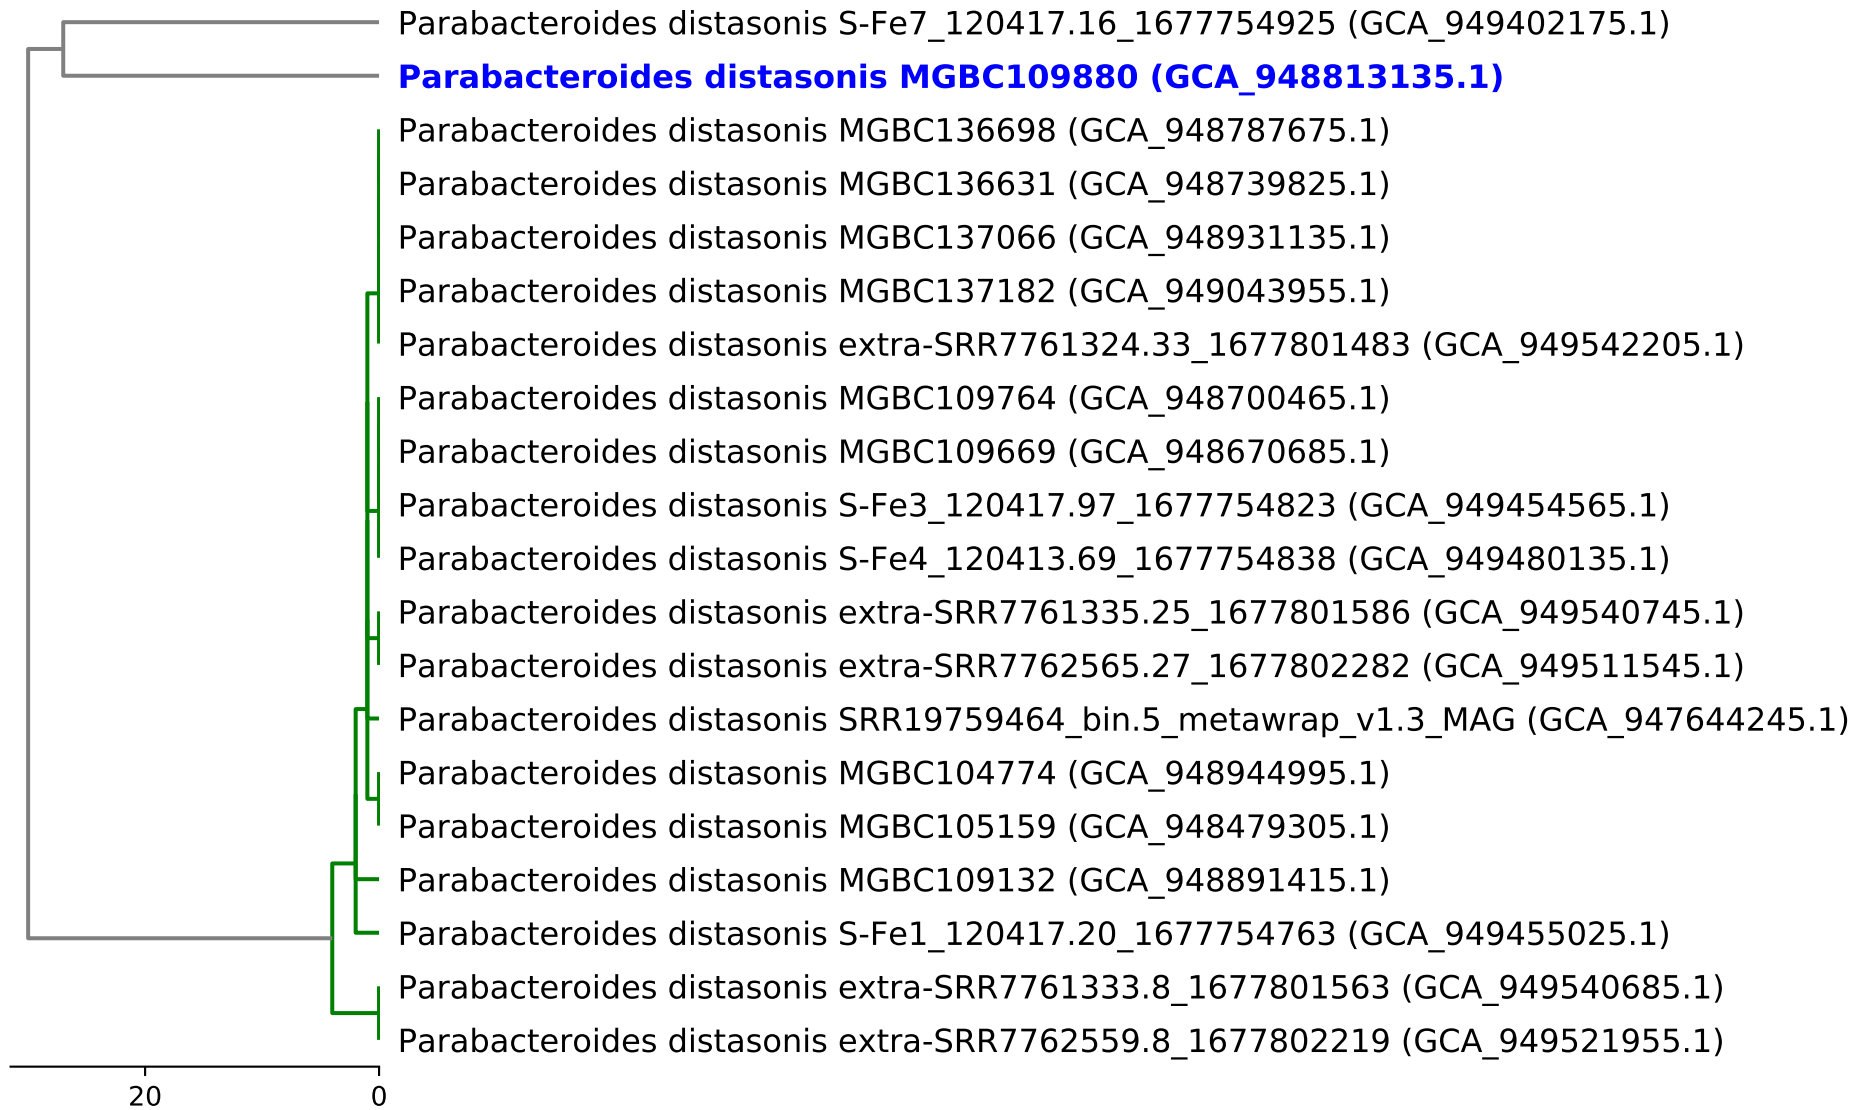 Parabacteroides distasonis S-Fe7_120417.16_1677754925 (GCA_949402175.1)
Parabacteroides distasonis MGBC109880 (GCA_948813135.1)
Parabacteroides distasonis MGBC136698 (GCA_948787675.1)
Parabacteroides distasonis MGBC136631 (GCA_948739825.1)
Parabacteroides distasonis MGBC137066 (GCA_948931135.1)
Parabacteroides distasonis MGBC137182 (GCA_949043955.1)
Parabacteroides distasonis extra-SRR7761324.33_1677801483 (GCA_949542205.1)
Parabacteroides distasonis MGBC109764 (GCA_948700465.1)
Parabacteroides distasonis MGBC109669 (GCA_948670685.1)
Parabacteroides distasonis S-Fe3_120417.97_1677754823 (GCA_949454565.1)
Parabacteroides distasonis S-Fe4_120413.69_1677754838 (GCA_949480135.1)
Parabacteroides distasonis extra-SRR7761335.25_1677801586 (GCA_949540745.1)
Parabacteroides distasonis extra-SRR7762565.27_1677802282 (GCA_949511545.1)
Parabacteroides distasonis SRR19759464_bin.5_metawrap_v1.3_MAG (GCA_947644245.1)
Parabacteroides distasonis MGBC104774 (GCA_948944995.1)
Parabacteroides distasonis MGBC105159 (GCA_948479305.1)
Parabacteroides distasonis MGBC109132 (GCA_948891415.1)
Parabacteroides distasonis S-Fe1_120417.20_1677754763 (GCA_949455025.1)
Parabacteroides distasonis extra-SRR7761333.8_1677801563 (GCA_949540685.1)
Parabacteroides distasonis extra-SRR7762559.8_1677802219 (GCA_949521955.1)
20 0